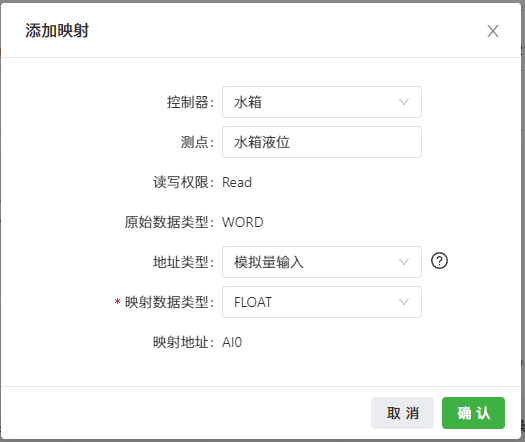 添加映射
控制器: 水箱
测点: 水箱液位
读写权限: Read
原始数据类型: WORD
地址类型: 模拟量输入
* 映射数据类型: FLOAT
映射地址: AI0
取 消 确 认